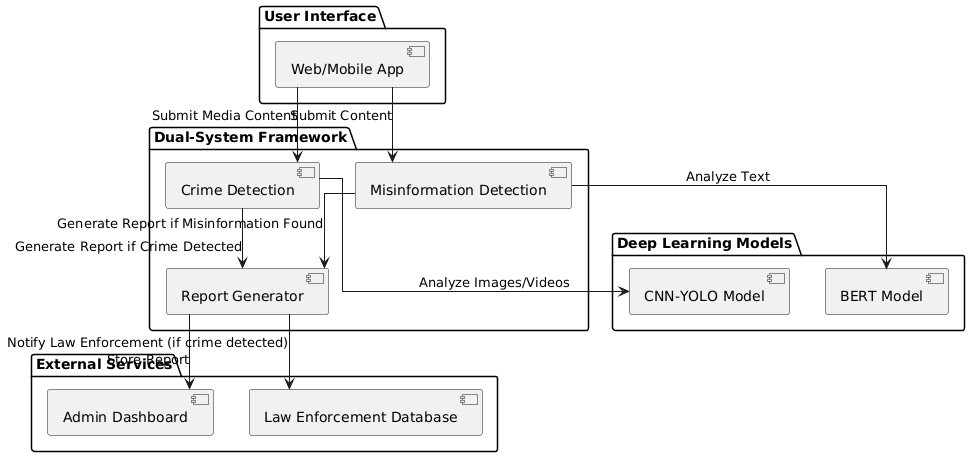 User Interface
Web/Mobile App
Submit Media Content
Submit Content
Dual-System Framework
Crime Detection
Misinformation Detection
Analyze Text
Generate Report if Misinformation Found
Generate Report if Crime Detected
Deep Learning Models
Report Generator
Analyze Images/Videos
CNN-YOLO Model
BERT Model
Notify Law Enforcement (if crime detected)
Store Report
External Services
Admin Dashboard
Law Enforcement Database